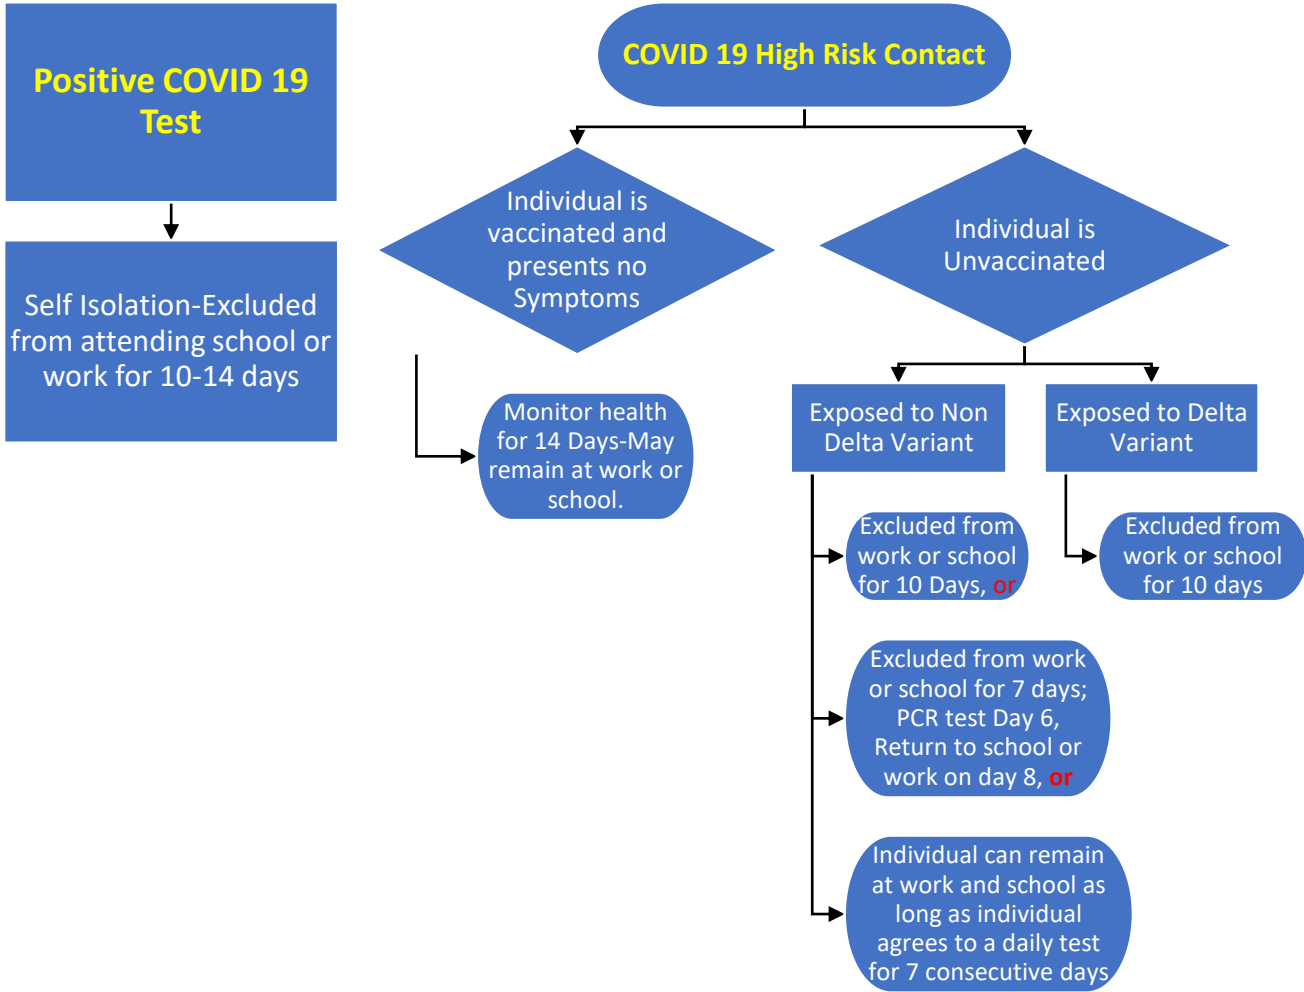 Positive COVID 19
Test
Self Isolation-Excluded
from attending school or
work for 10-14 days
COVID 19 High Risk Contact
Individual is
vaccinated and
presents no
Symptoms
Monitor health
for 14 Days-May
remain at work or
school.
Individual is
Unvaccinated
Exposed to Non
Delta Variant
Excluded from
work or school
for 10 Days, or
Excluded from work
or school for 7 days;
PCR test Day 6,
Return to school or
work on day 8, or
Individual can remain
at work and school as
long as individual
agrees to a daily test
for 7 consecutive days
Exposed to Delta
Variant
Excluded from
work or school
for 10 days